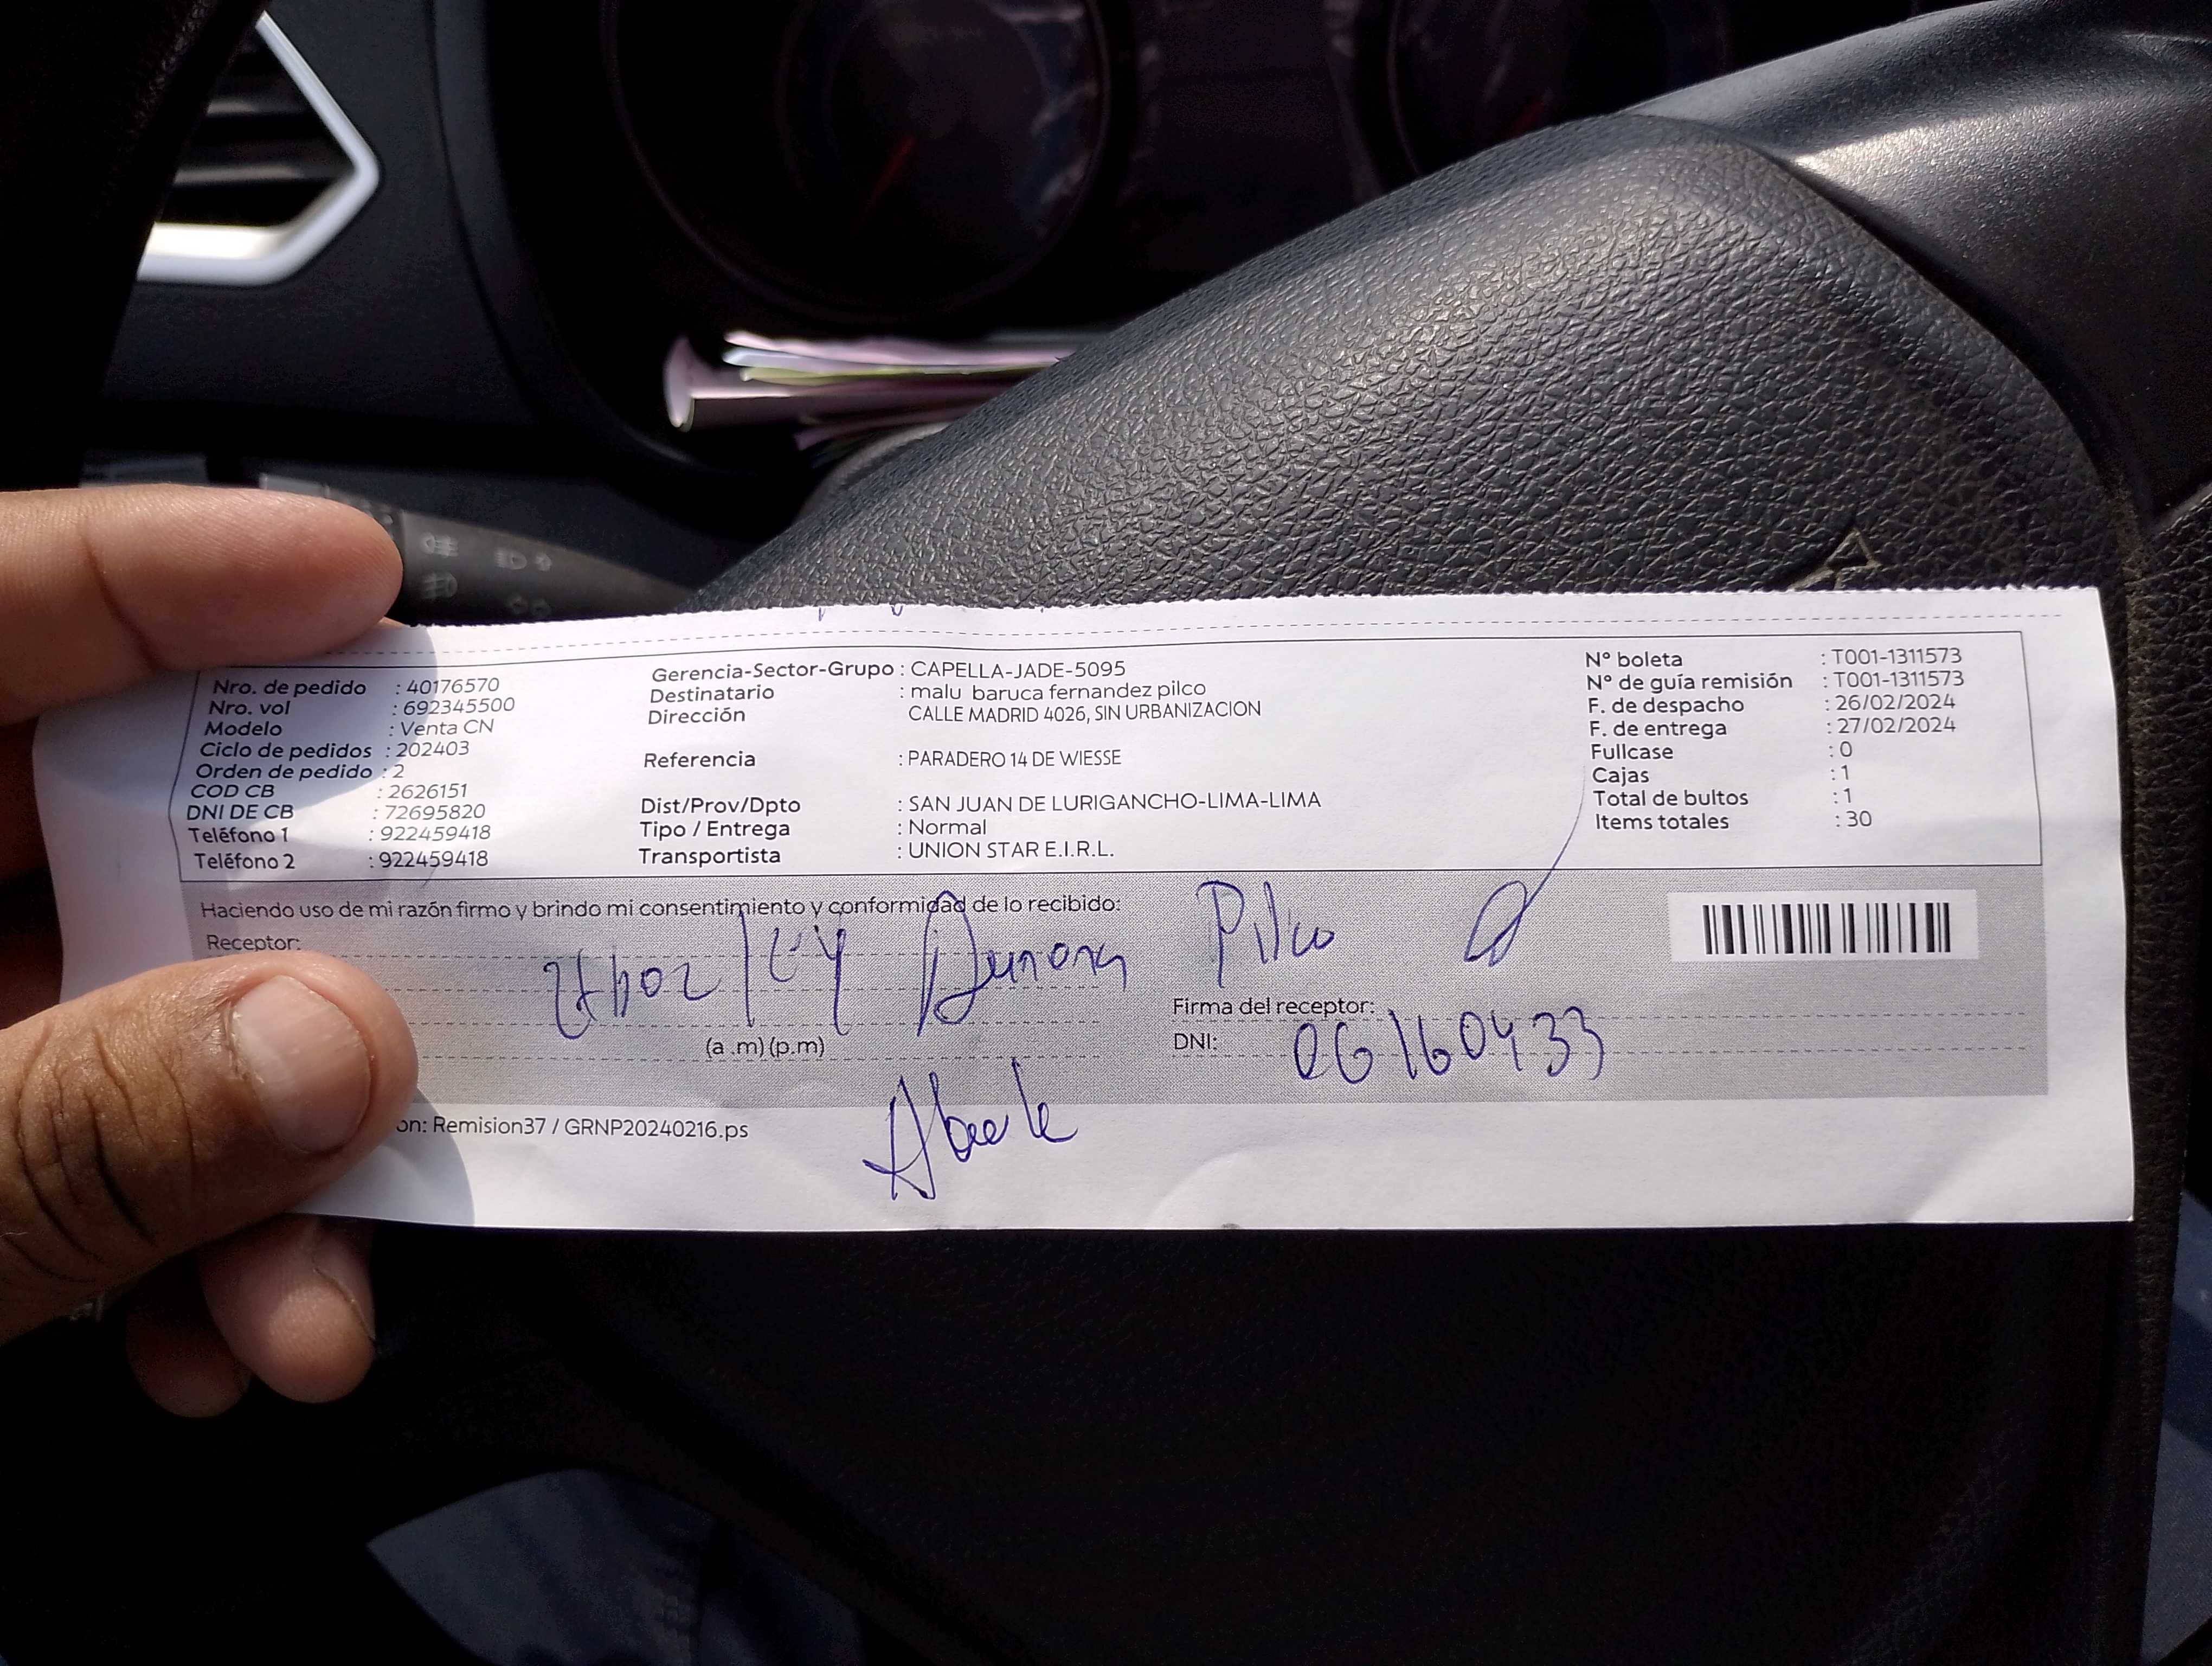 Nro. de pedido : 40176570
Nro. vol : 692345500
Modelo : Venta CN
Ciclo de pedidos : 202403
Orden de pedido : 2
COD CB : 2626151
DNI DE CB : 72695820
Teléfono 1 : 922459418
Teléfono 2 : 922459418
Gerencia-Sector-Grupo : CAPELLA-JADE-5095
Destinatario : malu baruca fernandez pilco
Dirección CALLE MADRID 4026, SIN URBANIZACION
Referencia : PARADERO 14 DE WIESSE
Dist/Prov/Dpto : SAN JUAN DE LURIGANCHO-LIMA-LIMA
Tipo / Entrega : Normal
Transportista : UNION STAR E.I.R.L.
N° boleta : T001-1311573
N° de guía remisión : T001-1311573
F. de despacho : 26/02/2024
F. de entrega : 27/02/2024
Fullcase : 0
Cajas : 1
Total de bultos : 1
Items totales : 30
Haciendo uso de mi razón firmo y brindo mi consentimiento y conformidad de lo recibido:
Receptor:
Pilco
Firma del receptor:
(a .m) (p.m)
DNI: 06160433
on: Remision37 / GRNP20240216.ps